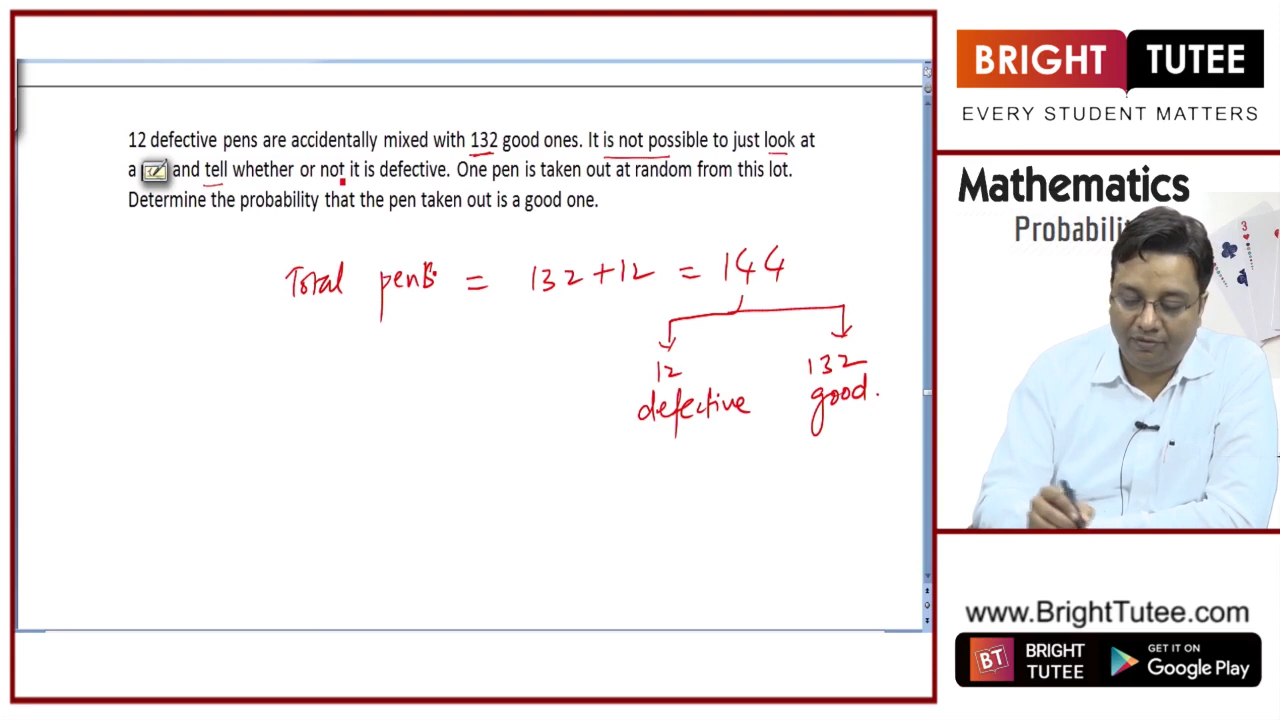 12 defective pens are accidentally mixed with 132 good ones. It is not possible to just look at
a and tell whether or not it is defective. One pen is taken out at random from this lot.
Determine the probability that the pen taken out is a good one.
Total pens = 132 + 12 = 144
12 132
defective good.
BRIGHT TUTEE
EVERY STUDENT MATTERS
Mathematics
Probability
3
www.BrightTutee.com
BT BRIGHT TUTEE
GET IT ON
Google Play